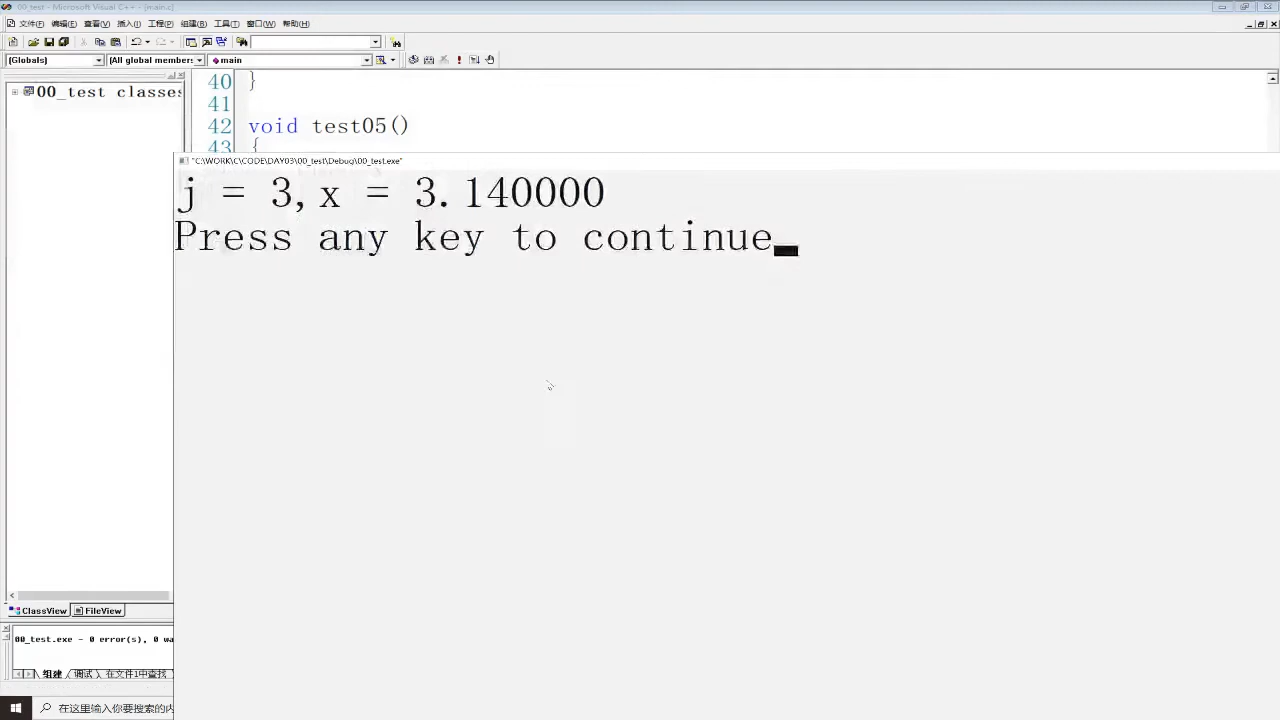 00_test - Microsoft Visual C++ - [main.c]
文件(F) 编辑(E) 查看(V) 插入(I) 工程(P) 组建(B) 工具(T) 窗口(W) 帮助(H)
(Globals) (All global members main
00_test classes
40 }
41
42 void test05()
43 {
"C:\WORK\C\CODE\DAY03\00_test\Debug\00_test.exe"
j = 3,x = 3.140000
Press any key to continue
ClassView FileView
00_test.exe - 0 error(s), 0 wa
组建 调试 在文件1中查找
在这里输入你要搜索的内